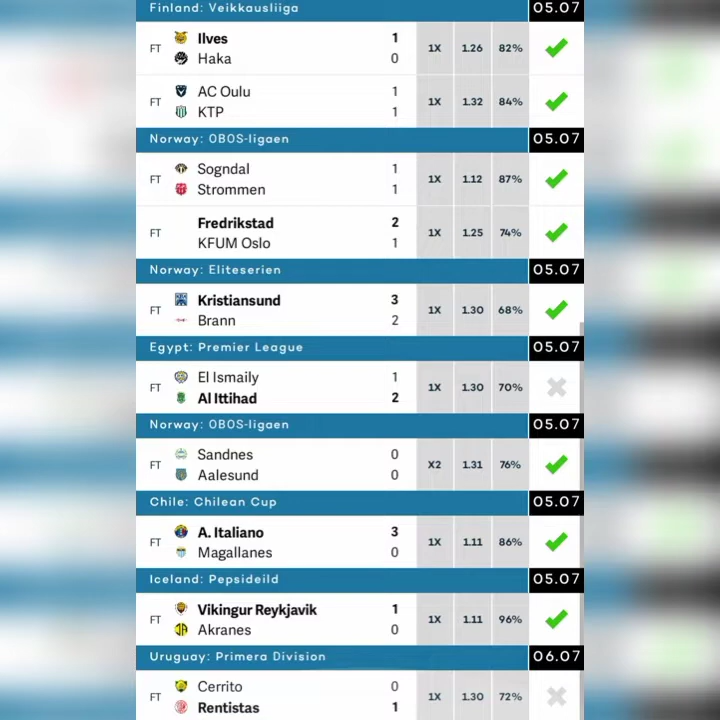 Finland: Veikkausliiga 05.07
FT Ilves 1 1X 1.26 82%
Haka 0
FT AC Oulu 1 1X 1.32 84%
KTP 1
Norway: OBOS-ligaen
FT Sogndal 1 1X 1.12 87%
Strommen 1
FT Fredrikstad 2 1X 1.25 74%
KFUM Oslo 1
Norway: Eliteserien 05.07
FT Kristiansund 3 1X 1.30 68%
Brann 2
Egypt: Premier League 05.07
FT El Ismaily 1 1X 1.30 70%
Al Ittihad 2
Norway: OBOS-ligaen 05.07
FT Sandnes 0 X2 1.31 76%
Aalesund 0
Chile: Chilean Cup 05.07
FT A. Italiano 3 1X 1.11 86%
Magallanes 0
Iceland: Pepsideild 05.07
FT Vikingur Reykjavik 1 1X 1.11 96%
Akranes 0
Uruguay: Primera Division 06.07
FT Cerrito 0 1X 1.30 72%
Rentistas 1